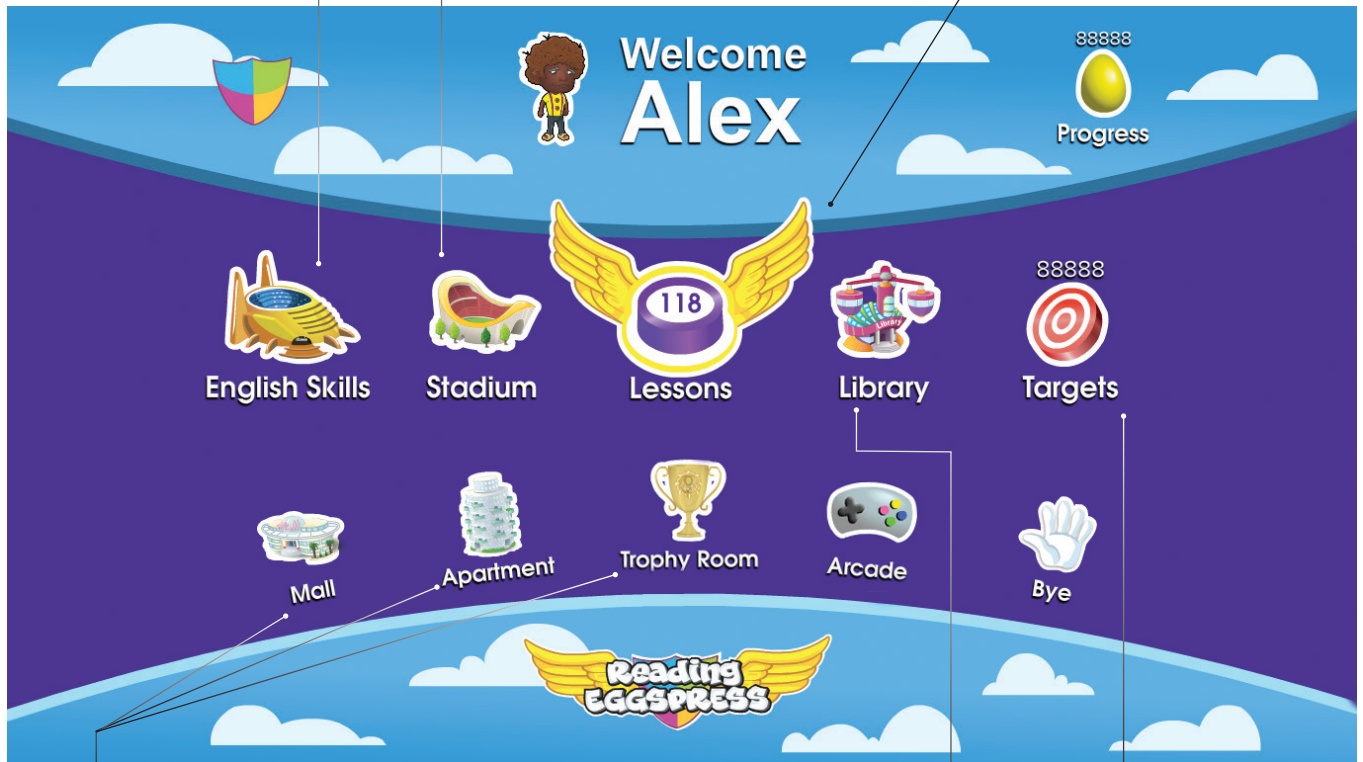 Welcome
Alex
88888
Progress
88888
118
Library
English Skills
Stadium
Lessons
Library
Targets
Mall
Apartment
Trophy Room
Arcade
Bye
Reading
EGGSPRESS